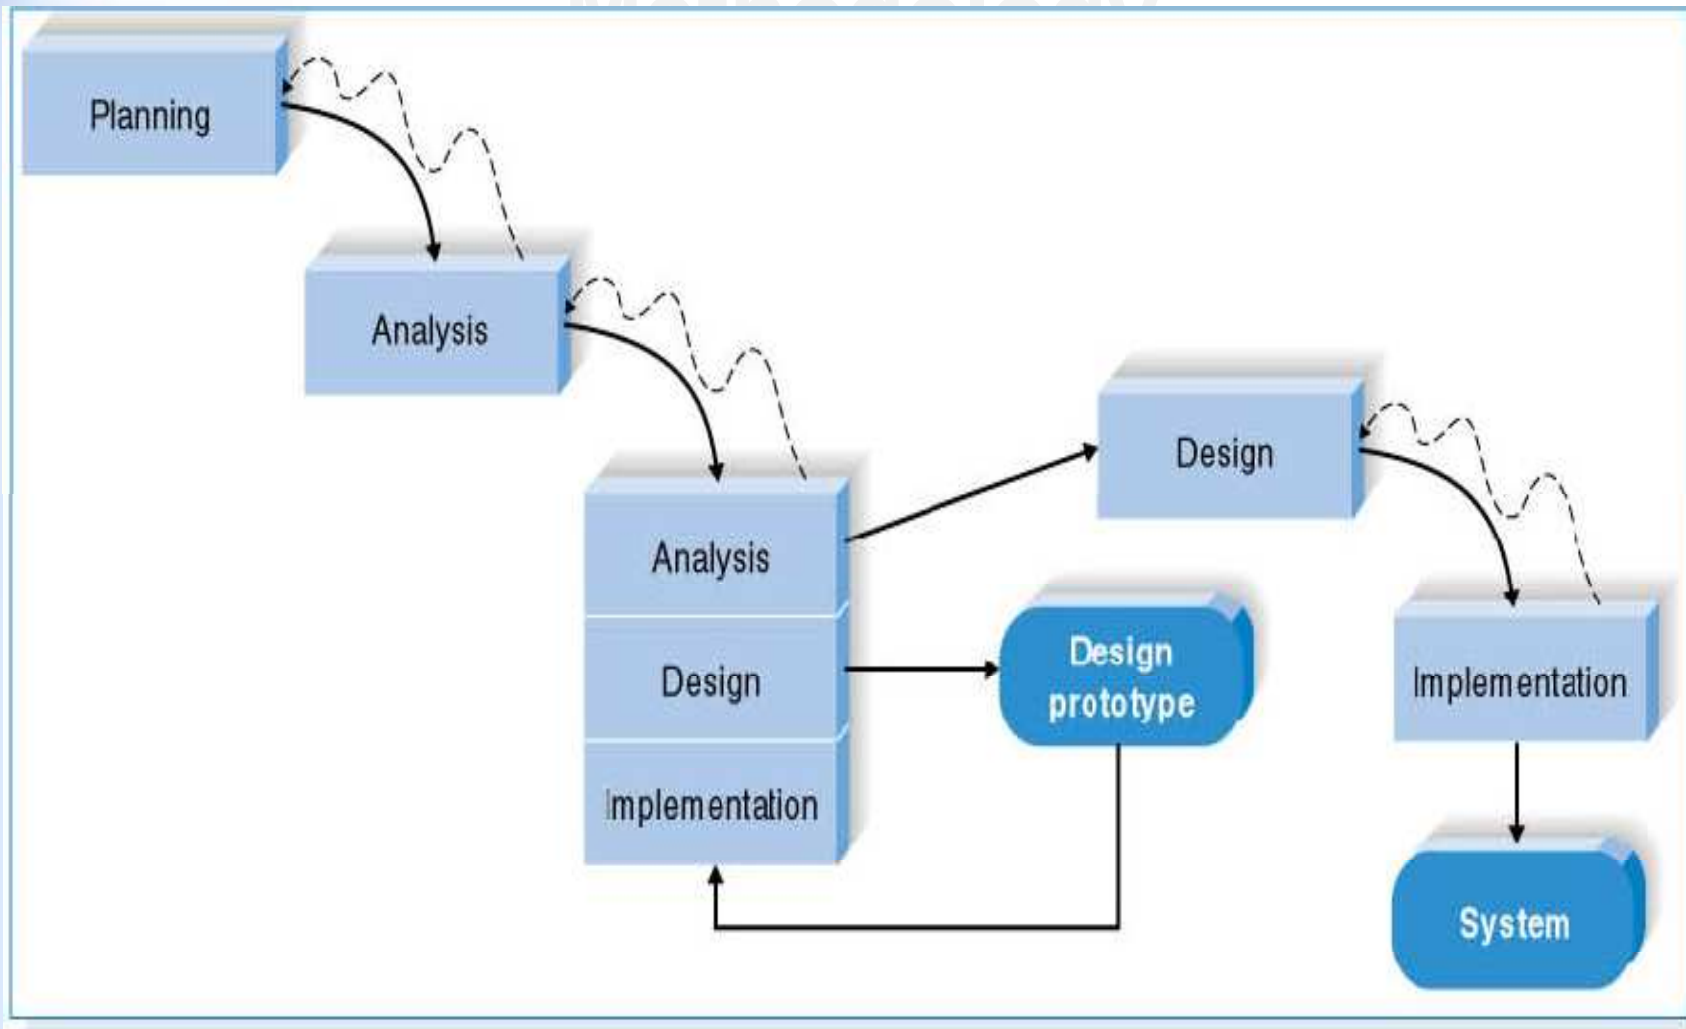 Planning
Analysis
Analysis
Design
Implementation
Design
Design
prototype
Implementation
System